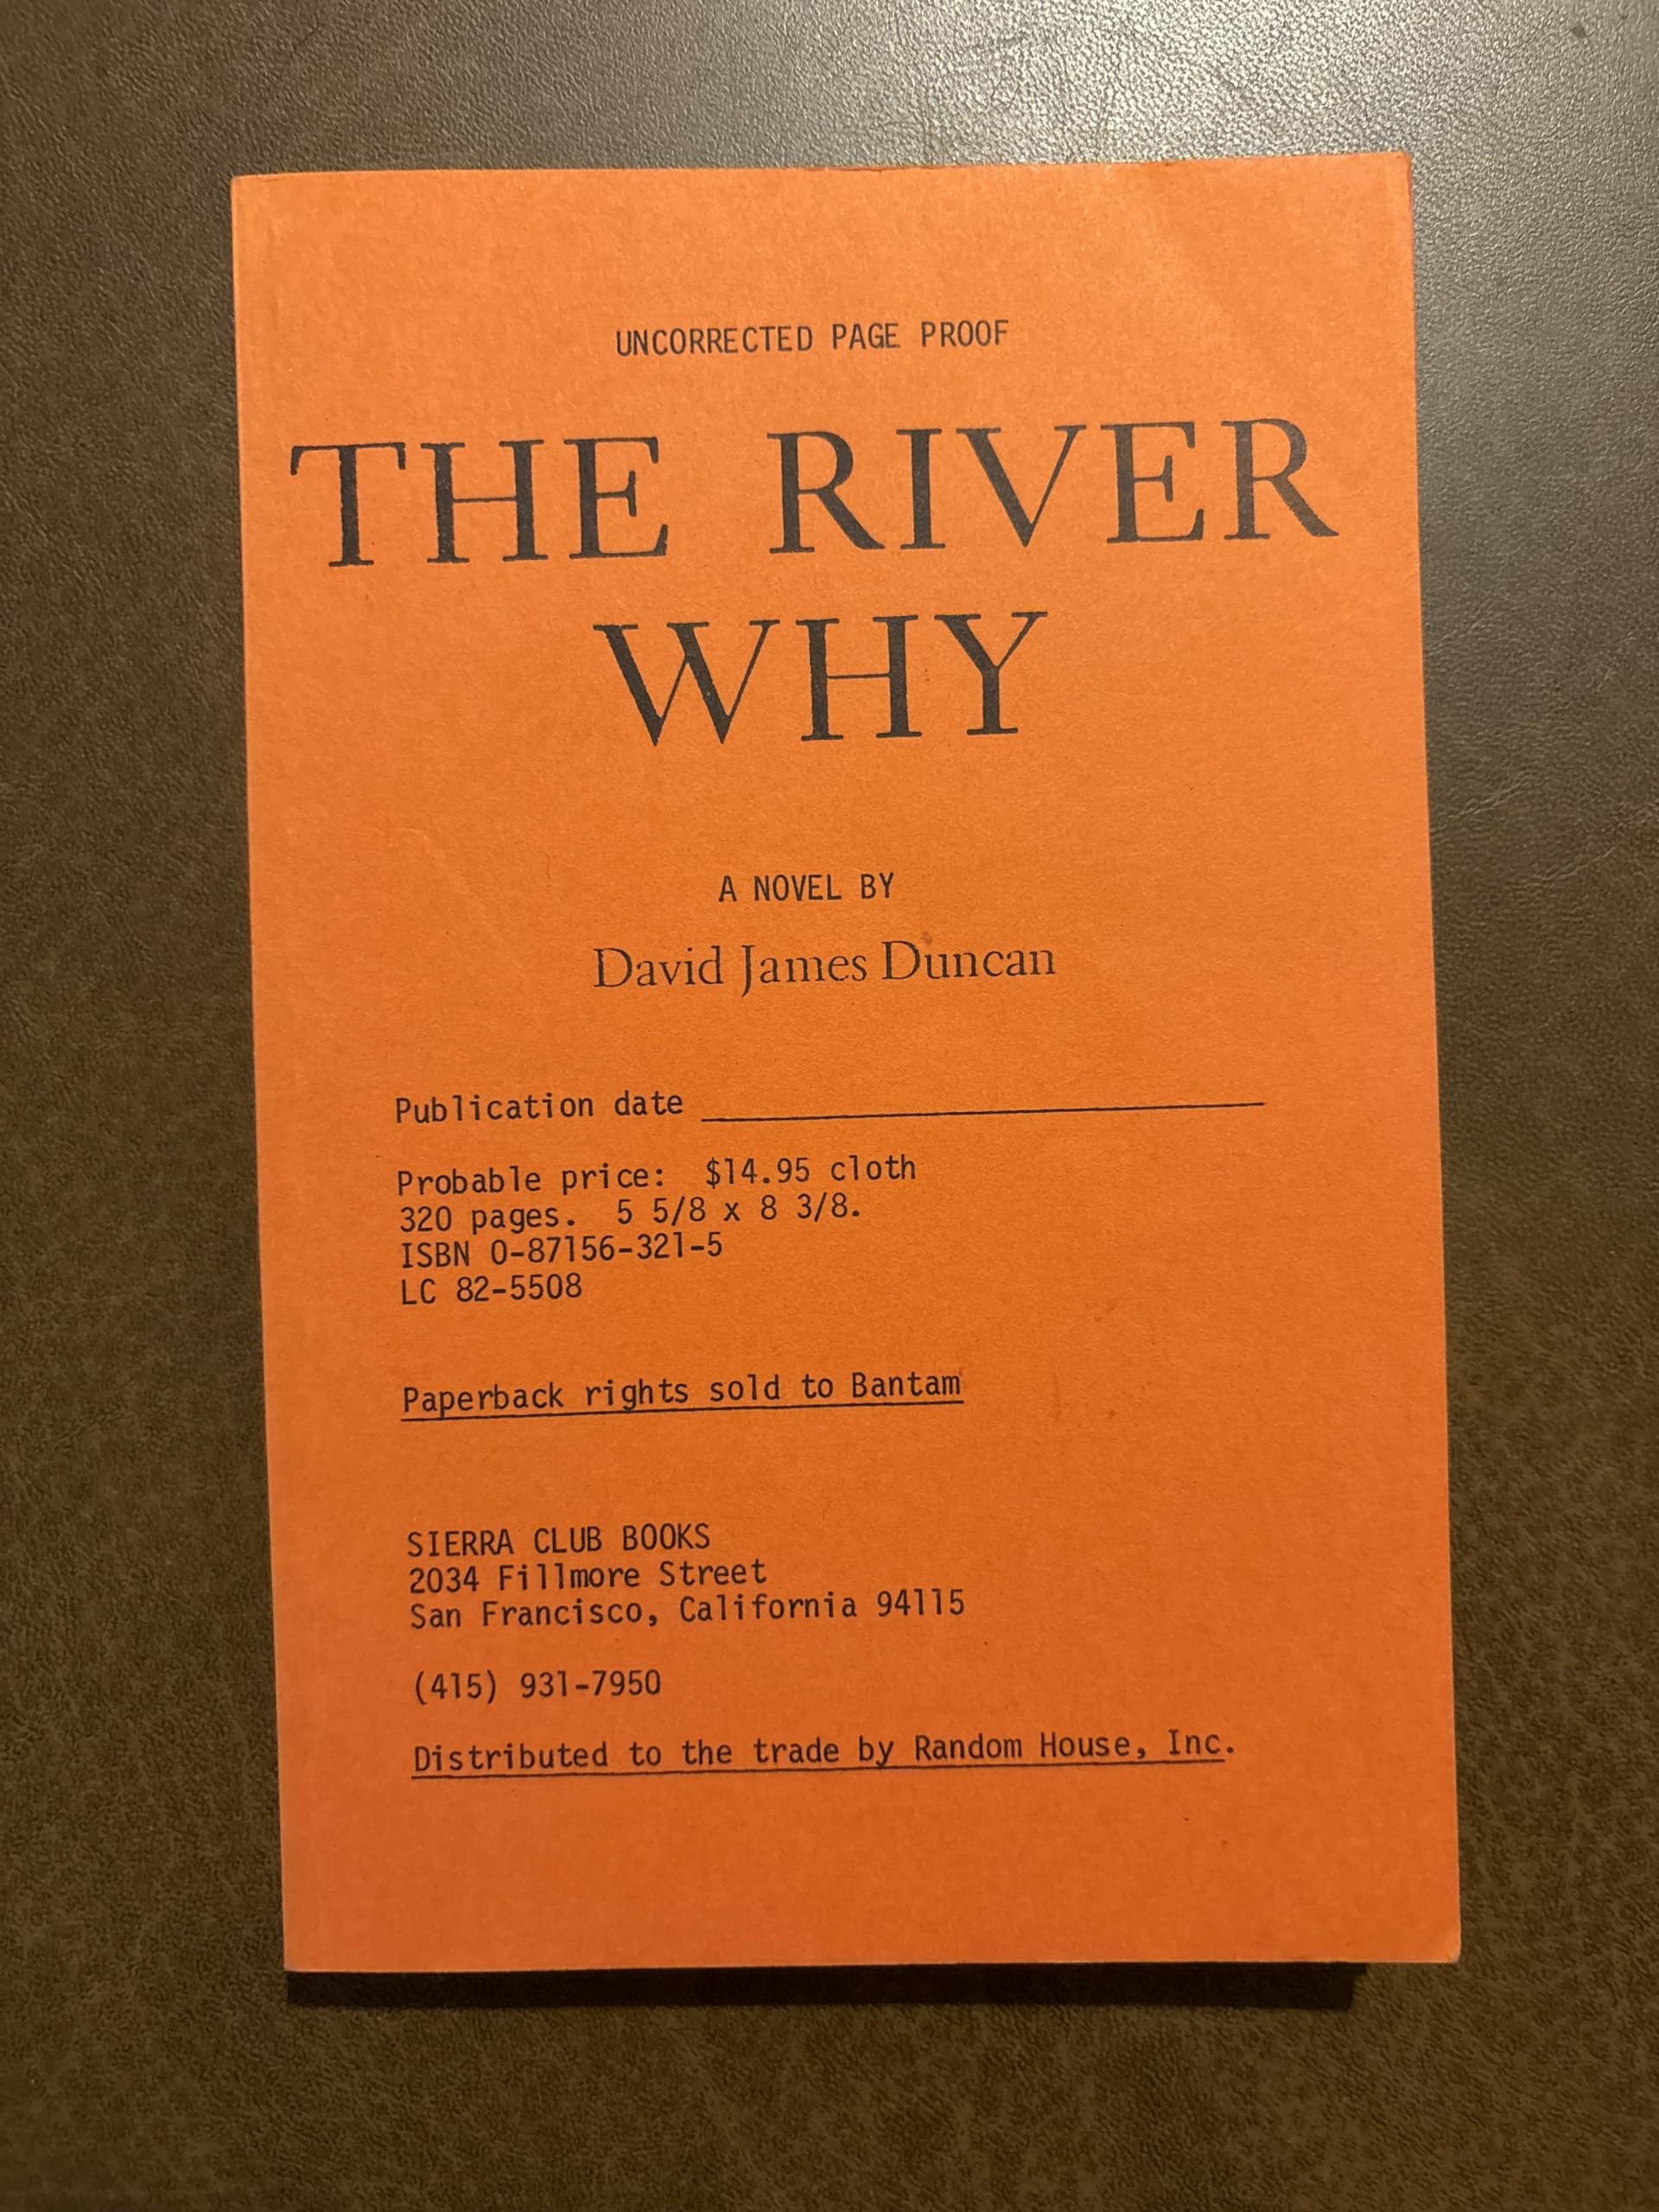 UNCORRECTED PAGE PROOF
THE RIVER
WHY
A NOVEL BY
David James Duncan
Publication date
Probable price: $14.95 cloth
320 pages. 5 5/8 x 8 3/8.
ISBN 0-87156-321-5
LC 82-5508
Paperback rights sold to Bantam
SIERRA CLUB BOOKS
2034 Fillmore Street
San Francisco, California 94115
(415) 931-7950
Distributed to the trade by Random House, Inc.